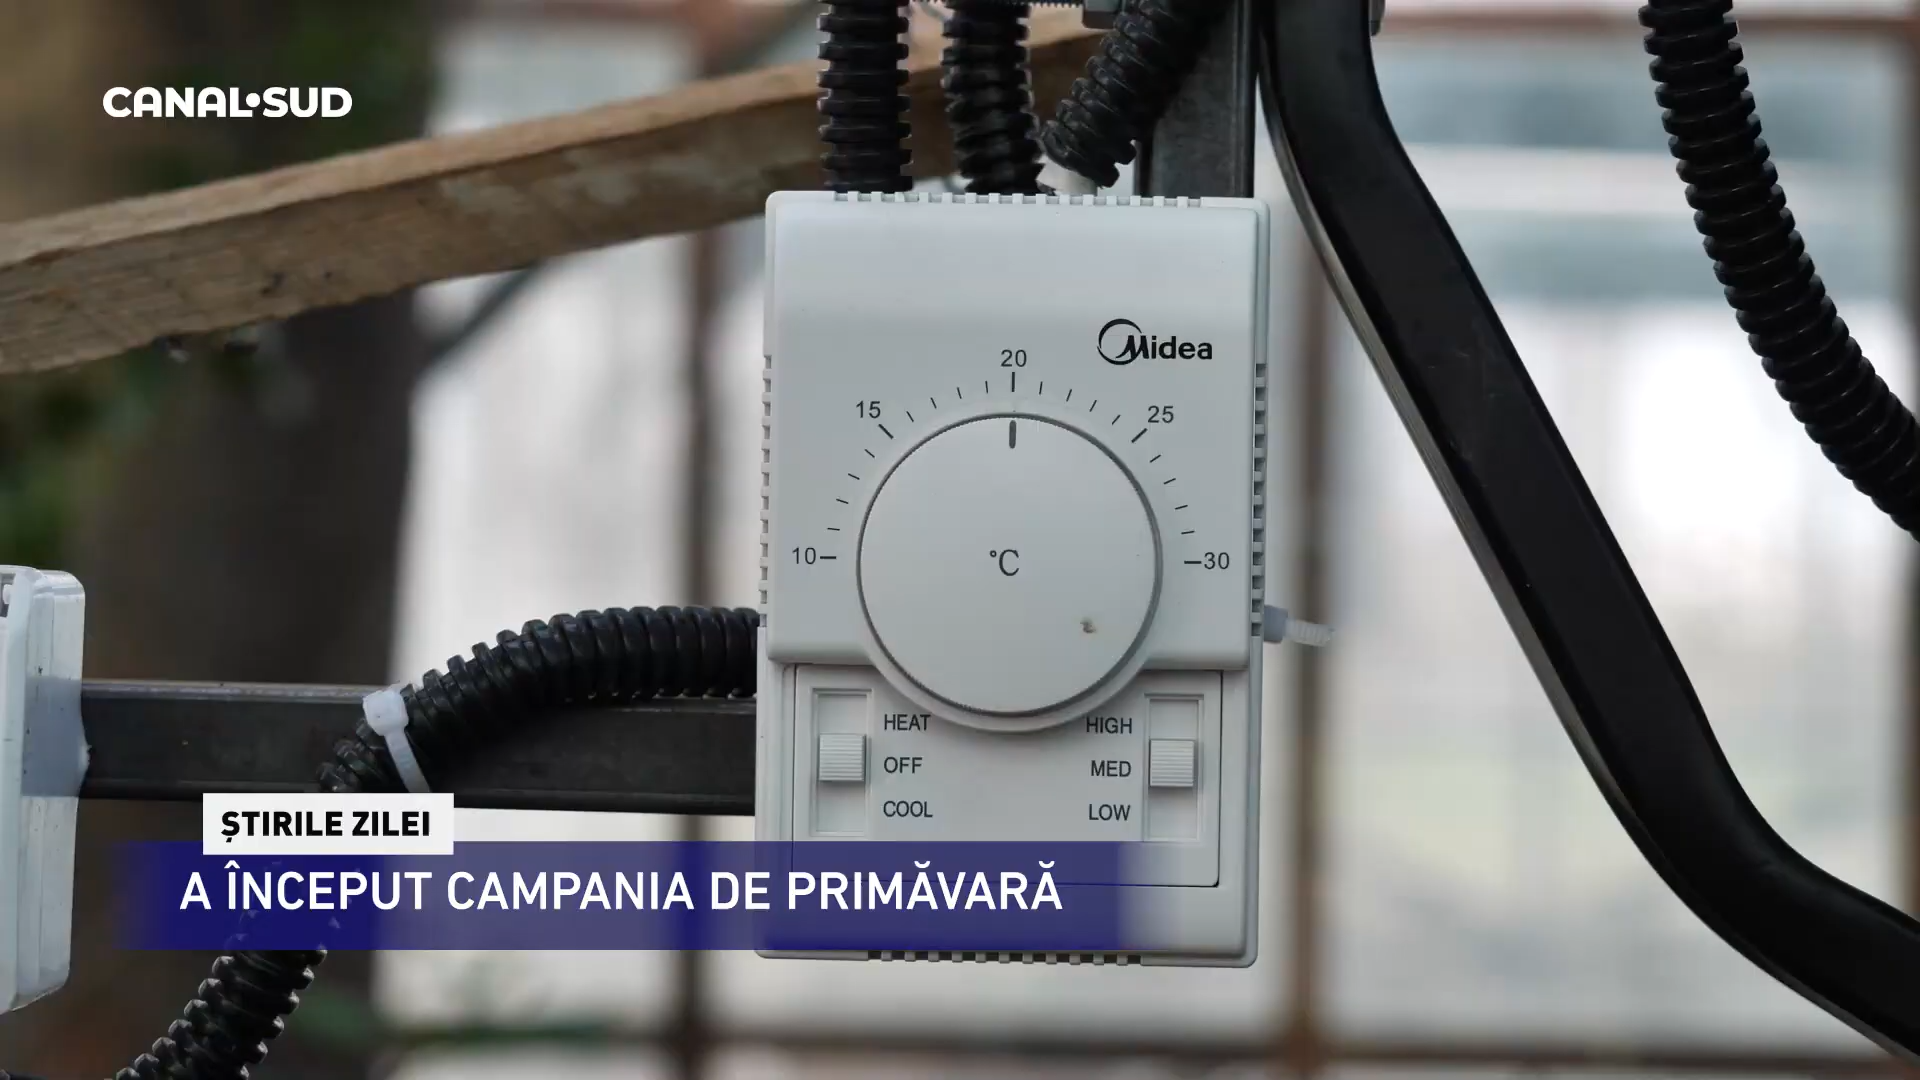 CANAL•SUD
Midea
20
15
25
10
30
°C
HEAT
HIGH
OFF
MED
COOL
LOW
ȘTIRILE ZILEI
A ÎNCEPUT CAMPANIA DE PRIMĂVARĂ